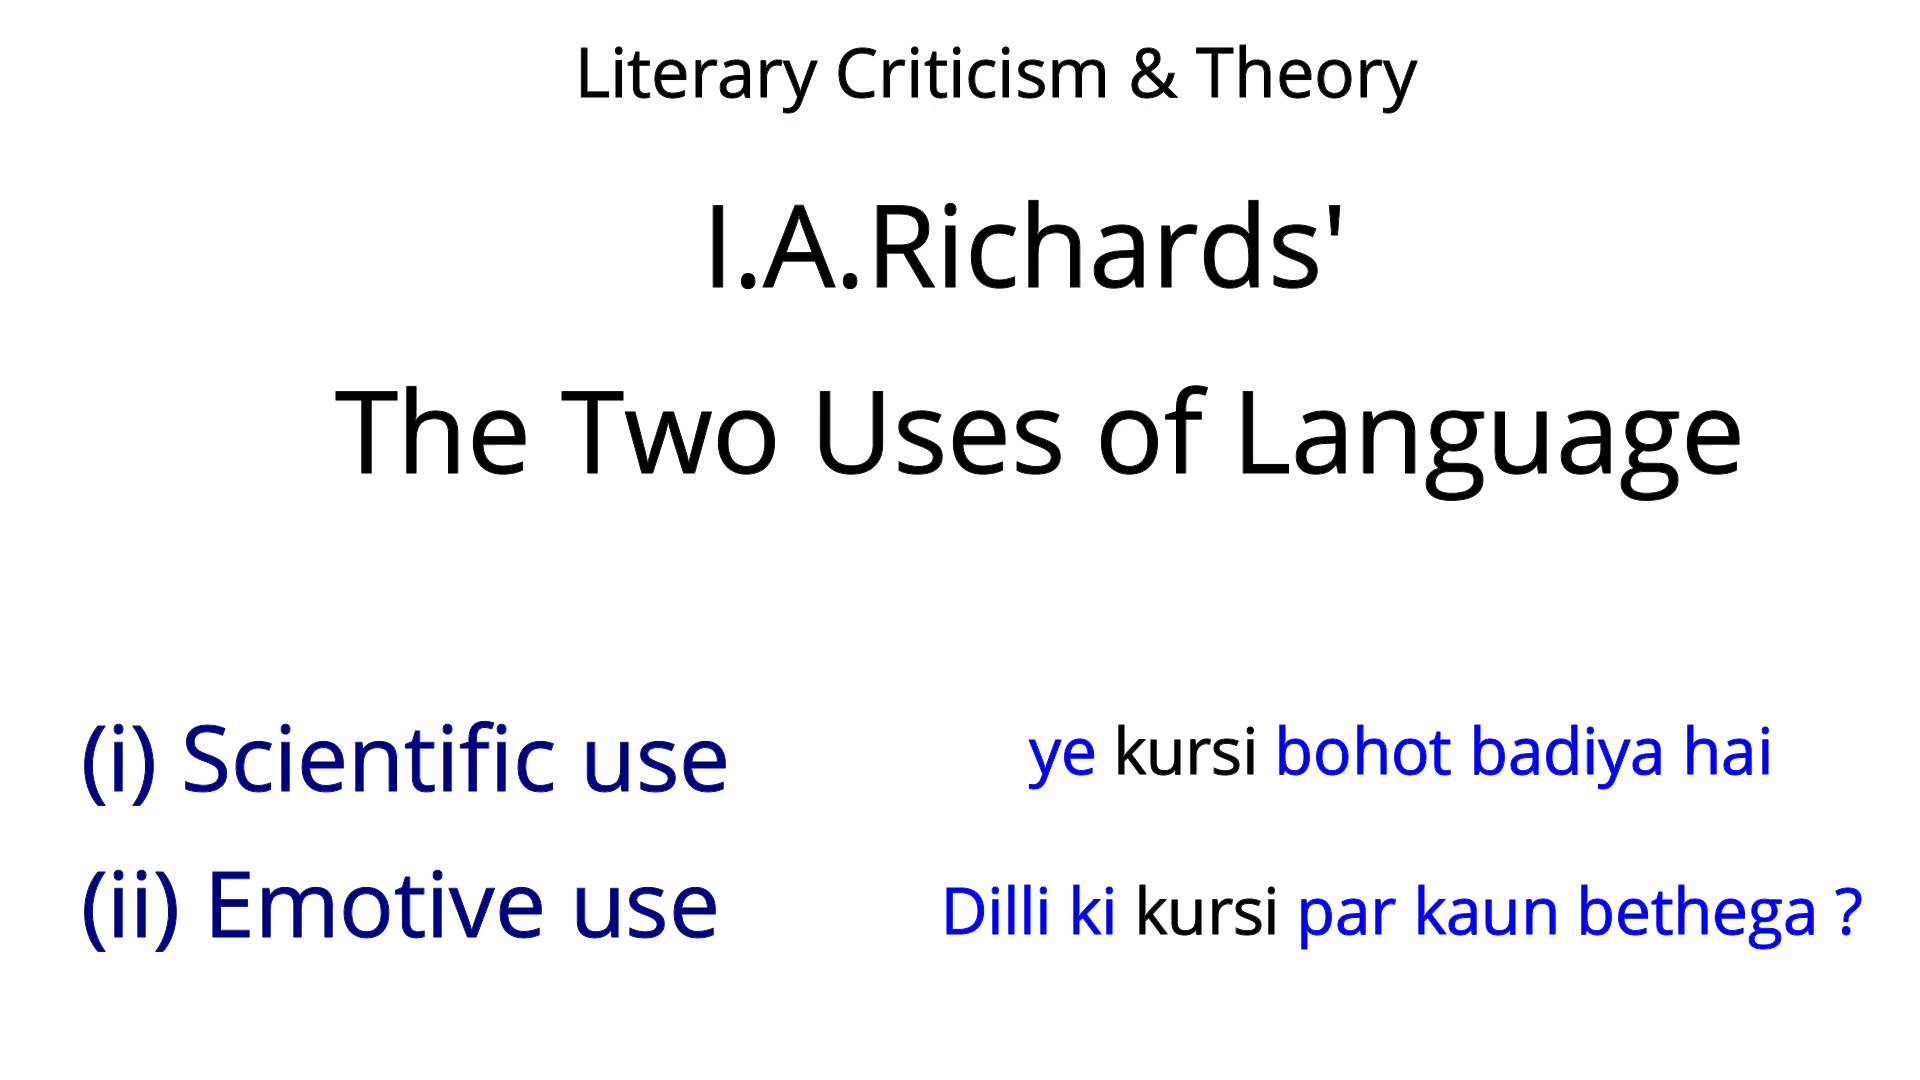 Literary Criticism & Theory
I.A.Richards'
The Two Uses of Language
(i) Scientific use
ye kursi bohot badiya hai
(ii) Emotive use
Dilli ki kursi par kaun bethega ?